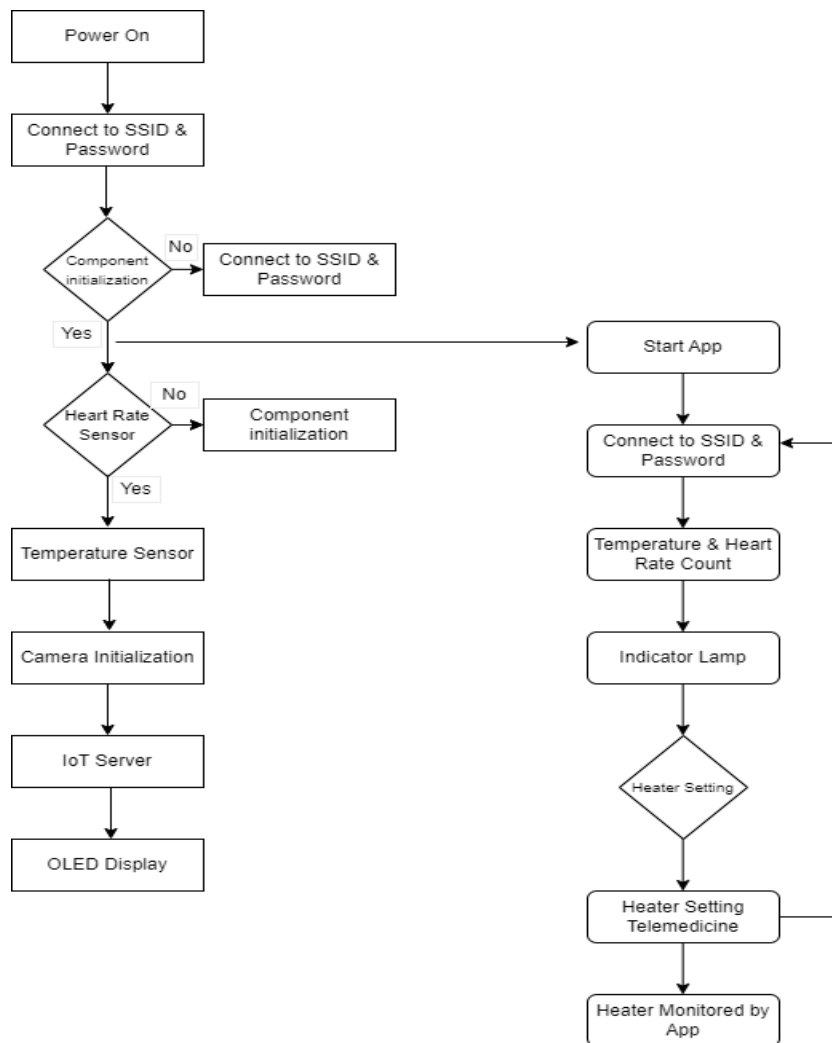 Power On
Connect to SSID &
Password
Component
initialization
No
Connect to SSID &
Password
Yes
Heart Rate
Sensor
No
Component
initialization
Yes
Temperature Sensor
Camera Initialization
IoT Server
OLED Display
Start App
Connect to SSID &
Password
Temperature & Heart
Rate Count
Indicator Lamp
Heater Setting
Heater Setting
Telemedicine
Heater Monitored by
App